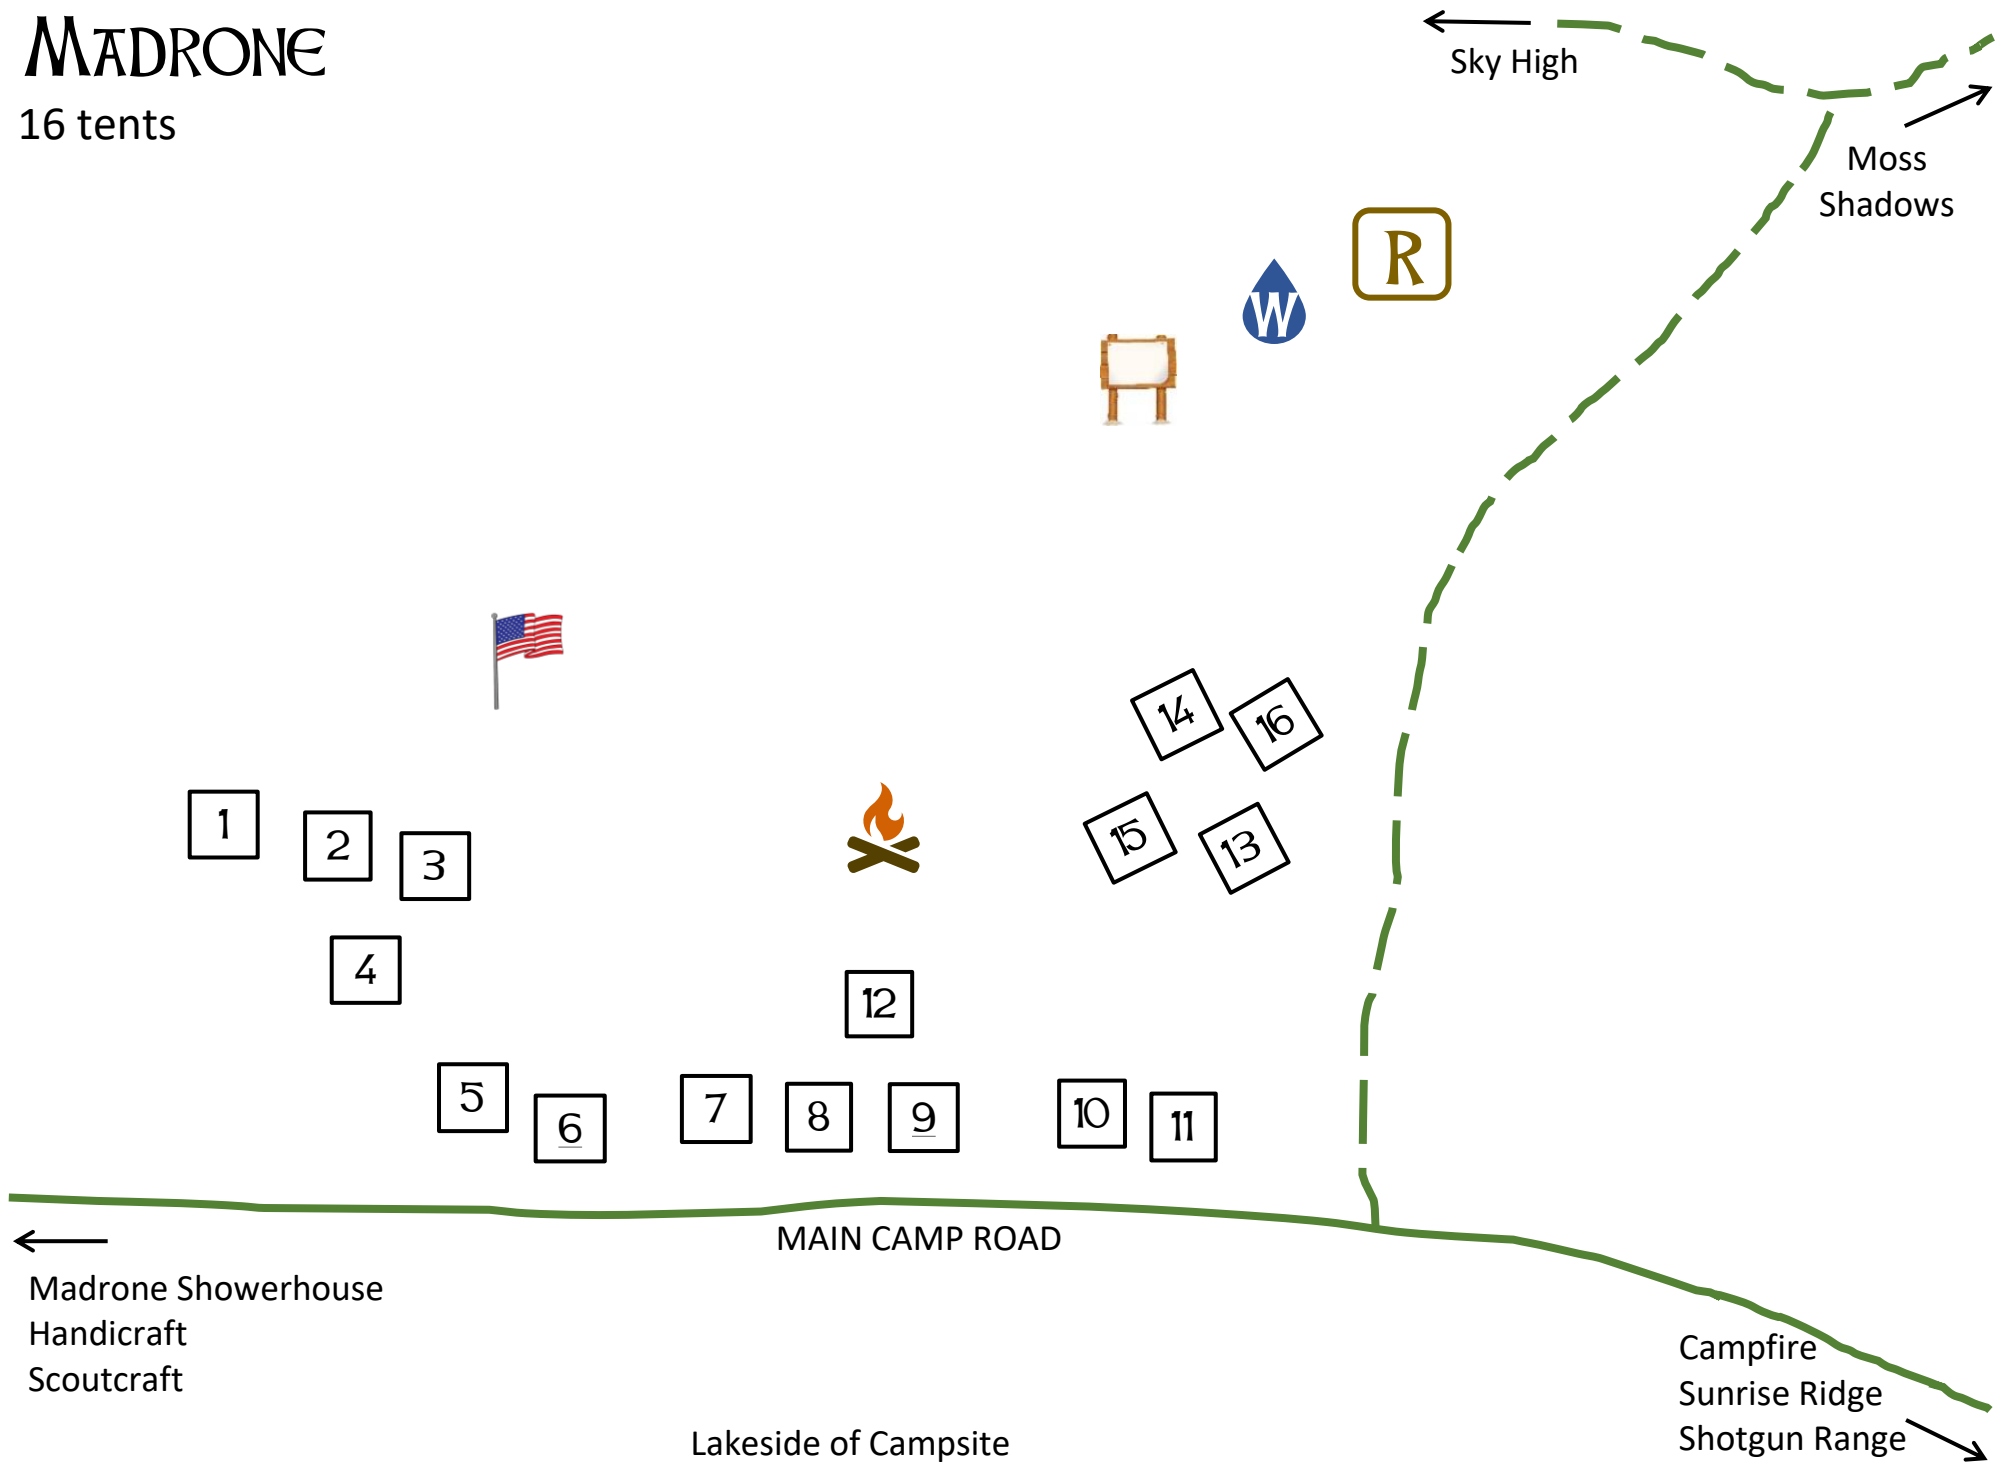 MADRONE
16 tents
Sky High
Moss
Shadows
R
W
14
16
1
2
3
15
13
4
12
5
6
7
8
9
10
11
MAIN CAMP ROAD
Madrone Showerhouse
Handicraft
Scoutcraft
Campfire
Sunrise Ridge
Shotgun Range
Lakeside of Campsite